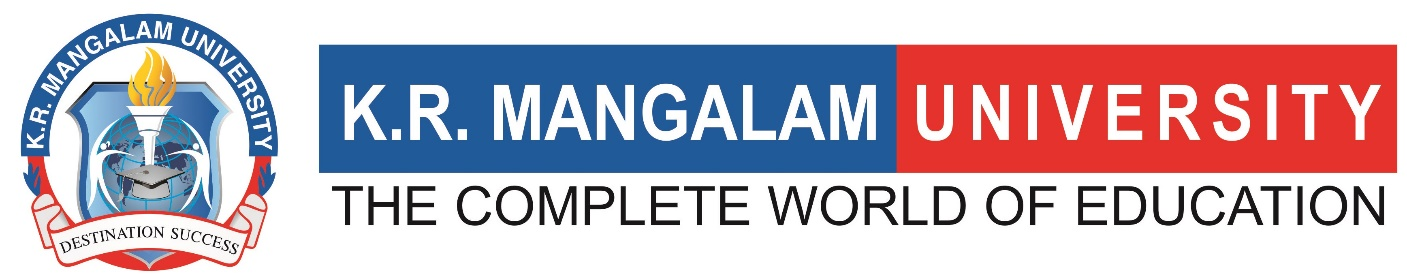 K.R. MANGALAM UNIVERSITY
DESTINATION SUCCESS
K.R. MANGALAM UNIVERSITY
THE COMPLETE WORLD OF EDUCATION